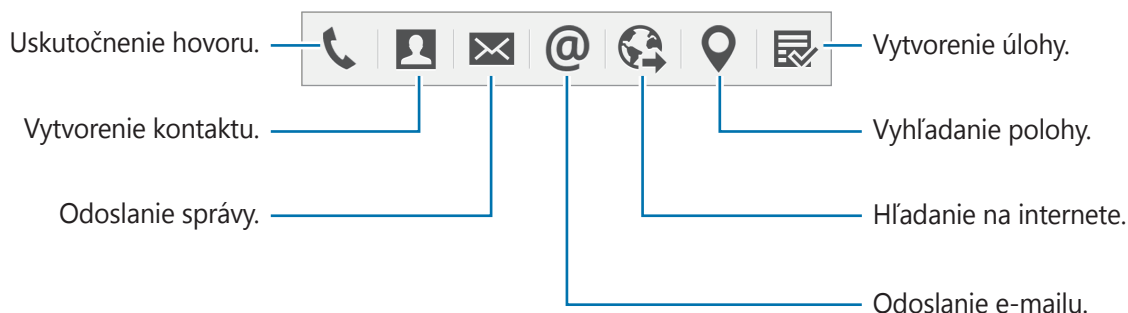 Uskutočnenie hovoru.
Vytvorenie kontaktu.
Odoslanie správy.
Vytvorenie úlohy.
Vyhľadanie polohy.
Hľadanie na internete.
Odoslanie e-mailu.